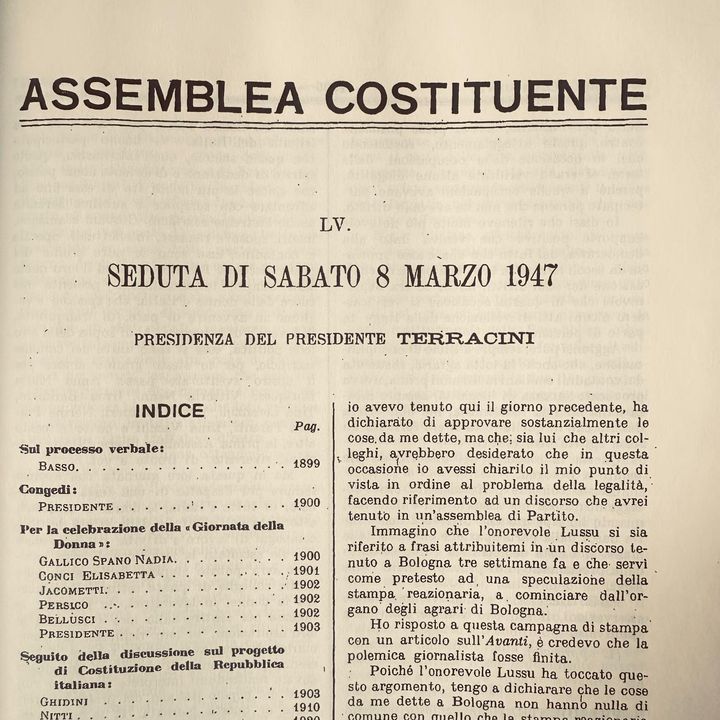 ASSEMBLEA COSTITUENTE
LV.
SEDUTA DI SABATO 8 MARZO 1947
PRESIDENZA DEL PRESIDENTE TERRACINI
INDICE
Pag.
Sul processo verbale:
BASSO. . . . . . . . . . . . . . . . 1899
Congedi:
PRESIDENTE . . . . . . . . . . . . 1900
Per la celebrazione della «Giornata della
Donna»:
GALLICO SPANO NADIA. . . . . . . . 1900
CONCI ELISABETTA . . . . . . . . . 1901
JACOMETTI. . . . . . . . . . . . . 1902
PERSICO . . . . . . . . . . . . . 1902
BELLUSCI . . . . . . . . . . . . . 1902
PRESIDENTE . . . . . . . . . . . . 1903
Seguito della discussione sul progetto
di Costituzione della Repubblica
italiana:
GHIDINI . . . . . . . . . . . . . 1903
NITTI . . . . . . . . . . . . . . 1910
io avevo tenuto qui il giorno precedente, ha
dichiarato di approvare sostanzialmente le
cose da me dette, ma che; sia lui che altri col-
leghi, avrebbero desiderato che in questa
occasione io avessi chiarito il mio punto di
vista in ordine al problema della legalità,
facendo riferimento ad un discorso che avrei
tenuto in un'assemblea di Partito.
Immagino che l'onorevole Lussu si sia
riferito a frasi attribuitemi in un discorso te-
nuto a Bologna tre settimane fa e che servì
come pretesto ad una speculazione della
stampa reazionaria, a cominciare dall'or-
gano degli agrari di Bologna.
Ho risposto a questa campagna di stampa
con un articolo sull'Avanti, e credevo che la
polemica giornalista fosse finita.
Poiché l'onorevole Lussu ha toccato que-
sto argomento, tengo a dichiarare che le cose
da me dette a Bologna non hanno nulla di
comune con quello che la stampa reazionaria